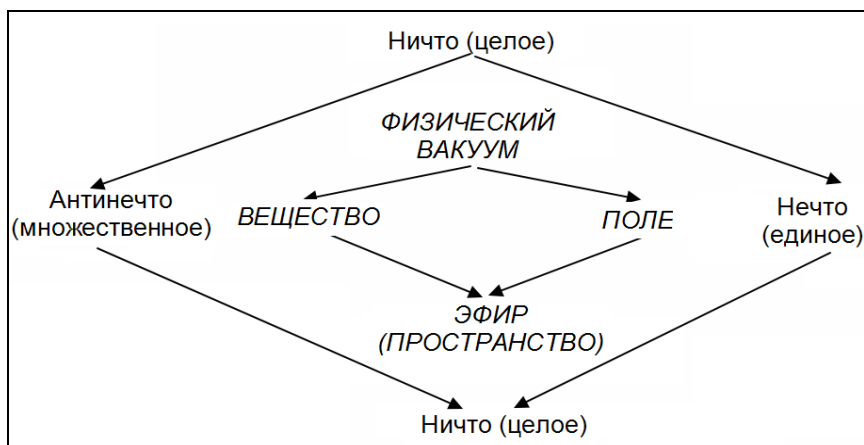 Ничто (целое)
ФИЗИЧЕСКИЙ
ВАКУУМ
Антинечто
(множественное)
ВЕЩЕСТВО
ПОЛЕ
Нечто
(единое)
ЭФИР
(ПРОСТРАНСТВО)
Ничто (целое)